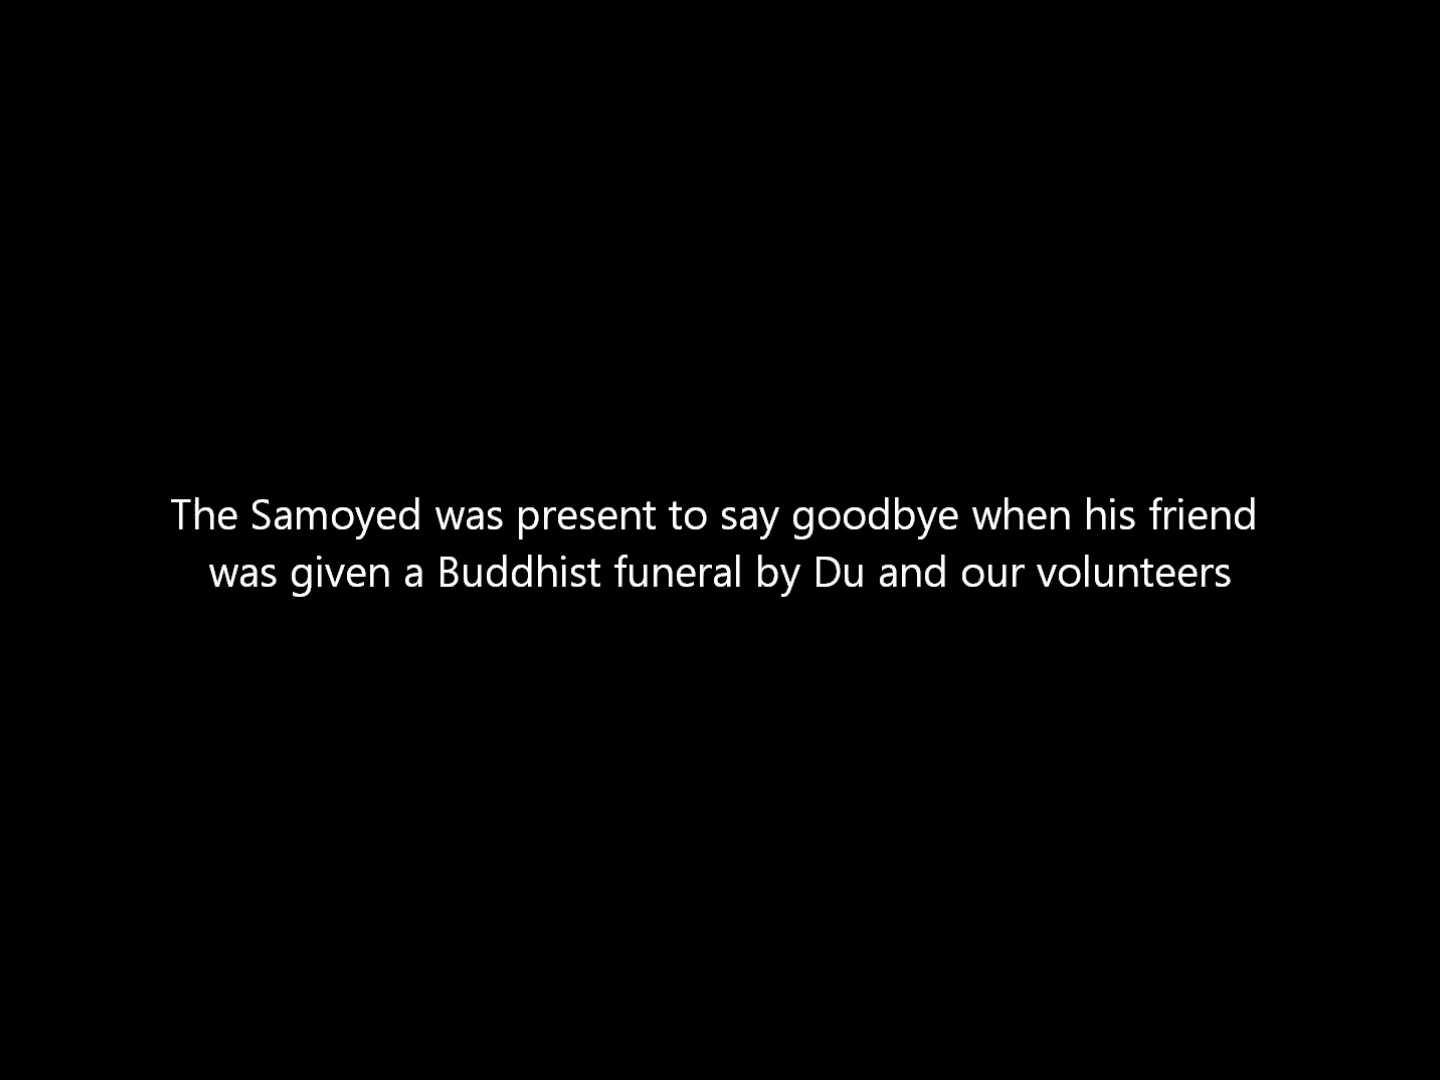 The Samoyed was present to say goodbye when his friend
was given a Buddhist funeral by Du and our volunteers